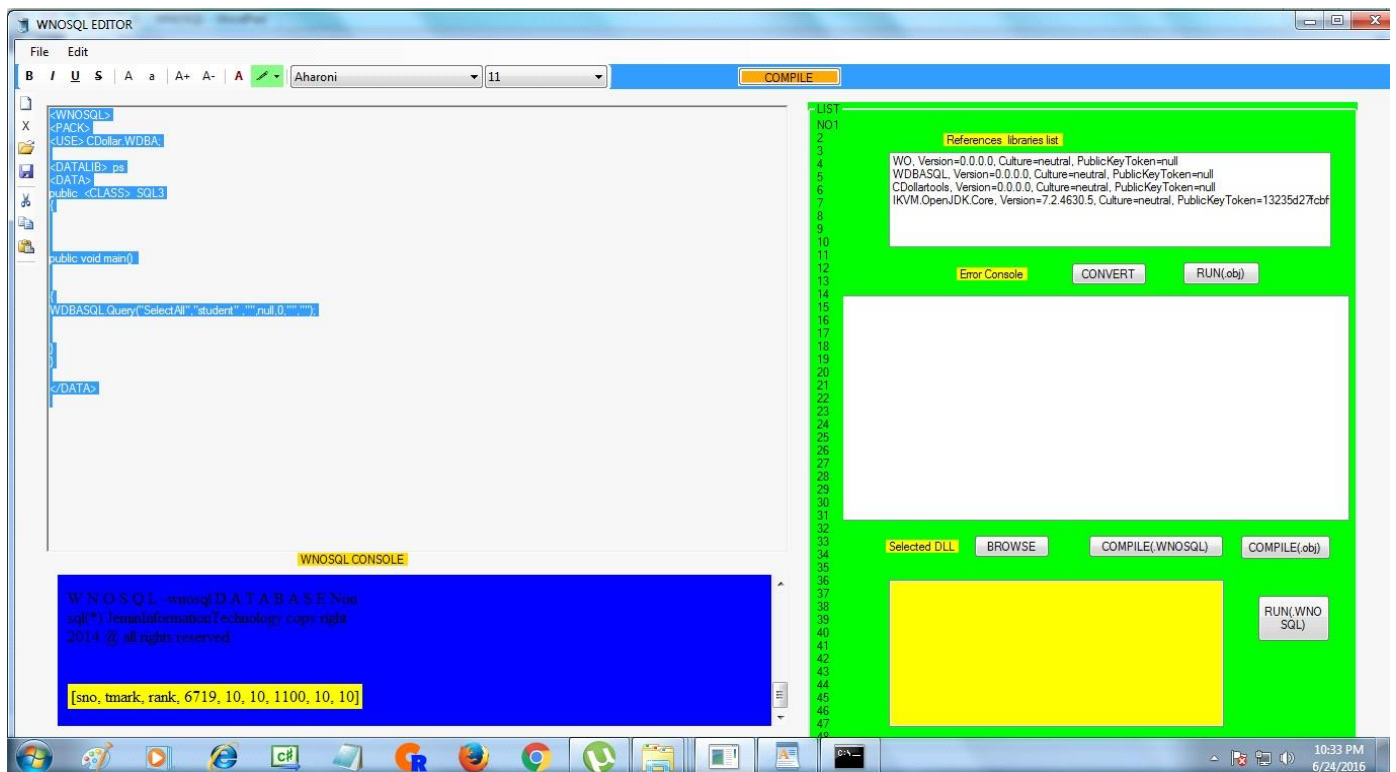 WNOSQL EDITOR
File Edit
B I U S A a A+ A- A Aharoni 11 COMPILE
<WNOSQL>
<PACK>
<USE> CDollar.WDBA;
<DATALIB> ps
<DATA>
public <CLASS> SQL3
{
public void main()
{
WDBASQL.Query("SelectAll","student" ,"",null,0,"","");
}
}
</DATA>
WNOSQL CONSOLE
W N O S Q L -wnosql D A T A B A S E Non
sql(*) JeminInformationTechnology copy right
2014 @ all rights reserved
[sno, tmark, rank, 6719, 10, 10, 1100, 10, 10]
LIST
NO1
2
3
4
5
6
7
8
9
10
11
12
13
14
15
16
17
18
19
20
21
22
23
24
25
26
27
28
29
30
31
32
33
34
35
36
37
38
39
40
41
42
43
44
45
46
47
48
References libraries list
WO, Version=0.0.0.0, Culture=neutral, PublicKeyToken=null
WDBASQL, Version=0.0.0.0, Culture=neutral, PublicKeyToken=null
CDollartools, Version=0.0.0.0, Culture=neutral, PublicKeyToken=null
IKVM.OpenJDK.Core, Version=7.2.4630.5, Culture=neutral, PublicKeyToken=13235d27fcbf
Error Console CONVERT RUN(.obj)
Selected DLL BROWSE COMPILE(.WNOSQL) COMPILE(.obj)
RUN(.WNO
SQL)
10:33 PM
6/24/2016